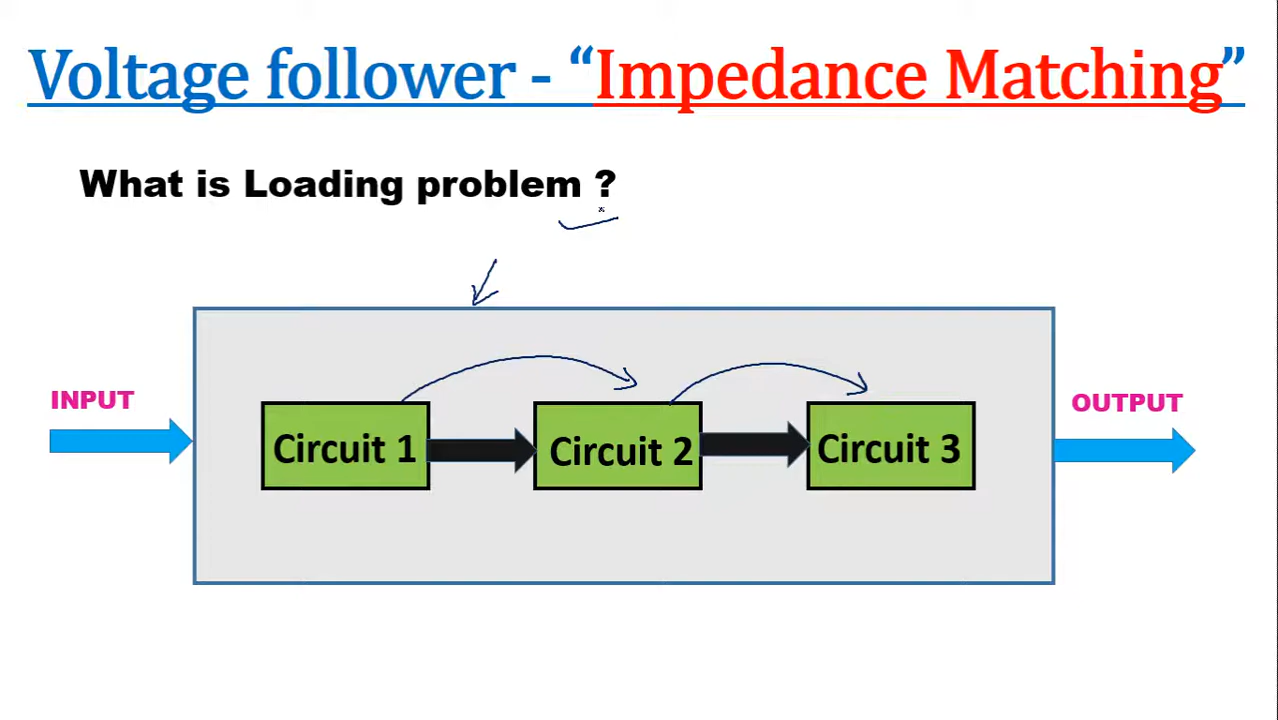 Voltage follower - “Impedance Matching”
What is Loading problem ?
INPUT
OUTPUT
Circuit 1
Circuit 2
Circuit 3